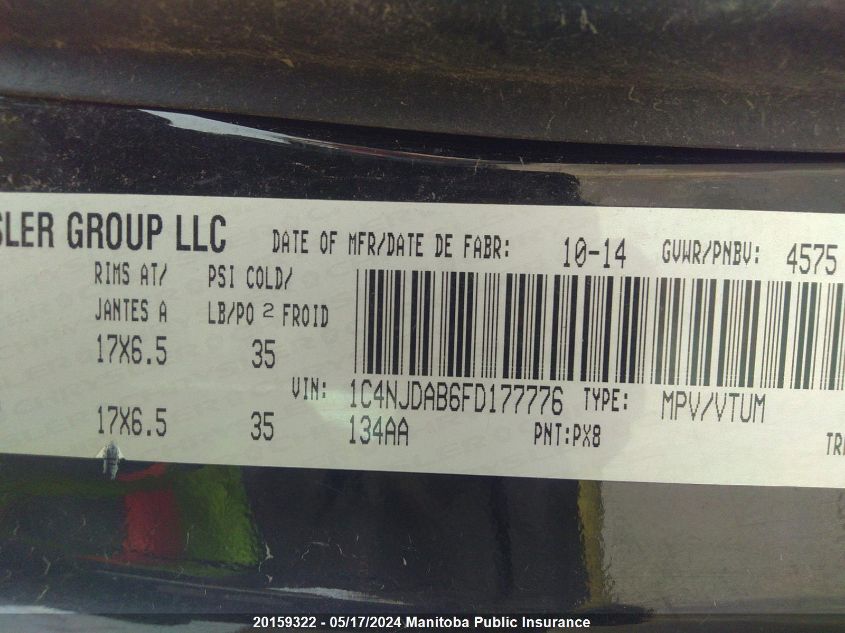 SLER GROUP LLC DATE OF MFR/DATE DE FABR: 10-14 GVWR/PNBV: 4575
RIMS AT/ PSI COLD/
JANTES A LB/PO 2 FROID
17X6.5 35
VIN: 1C4NJDAB6FD177776 TYPE: MPV/VTUM
17X6.5 35 134AA PNT:PX8
20159322 - 05/17/2024 Manitoba Public Insurance